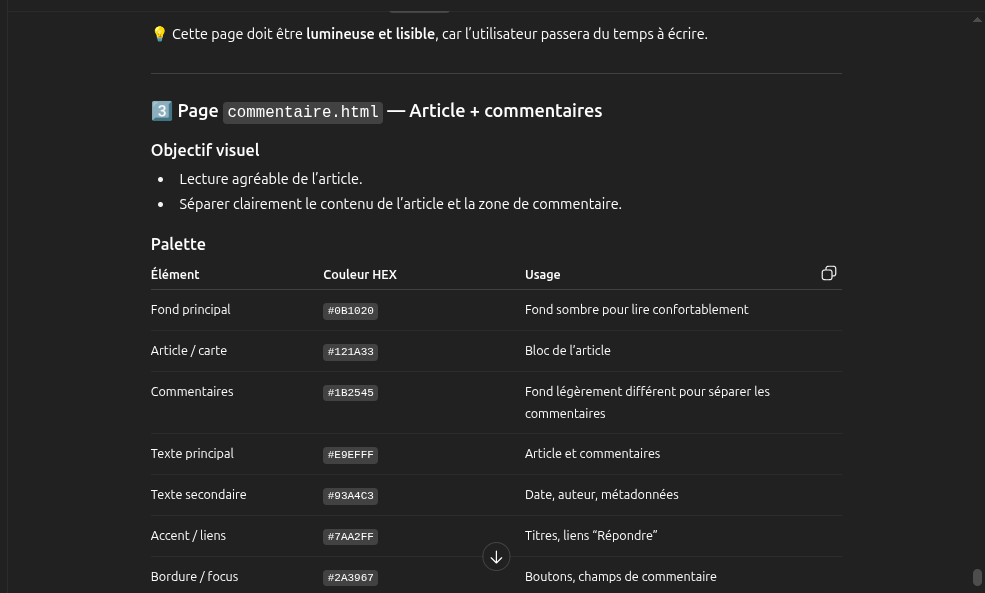 💡 Cette page doit être lumineuse et lisible, car l’utilisateur passera du temps à écrire.
3️⃣ Page commentaire.html — Article + commentaires
Objectif visuel
• Lecture agréable de l’article.
• Séparer clairement le contenu de l’article et la zone de commentaire.
Palette
Élément Couleur HEX Usage
Fond principal #0B1020 Fond sombre pour lire confortablement
Article / carte #121A33 Bloc de l’article
Commentaires #1B2545 Fond légèrement différent pour séparer les
commentaires
Texte principal #E9EFFF Article et commentaires
Texte secondaire #93A4C3 Date, auteur, métadonnées
Accent / liens #7AA2FF Titres, liens “Répondre”
Bordure / focus #2A3967 Boutons, champs de commentaire